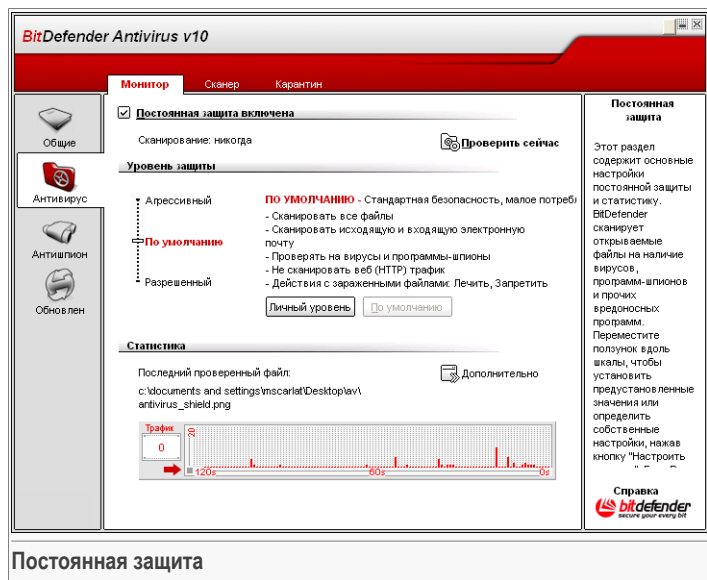 BitDefender Antivirus v10
Монитор Сканер Карантин
Общие
Антивирус
Антишпион
Обновлен
Постоянная защита включена
Сканирование: никогда
Проверить сейчас
Уровень защиты
Агрессивный
По умолчанию
Разрешенный
ПО УМОЛЧАНИЮ - Стандартная безопасность, малое потребл
- Сканировать все файлы
- Сканировать исходящую и входящую электронную
почту
- Проверять на вирусы и программы-шпионы
- Не сканировать веб (HTTP) трафик
- Действия с зараженными файлами: Лечить, Запретить
Личный уровень По умолчанию
Статистика
Последний проверенный файл:
Дополнительно
c:\documents and settings\mscarlat\Desktop\av\
antivirus_shield.png
Трафик
0
20
120s 60s 0s
Постоянная
защита
Этот раздел
содержит основные
настройки
постоянной защиты
и статистику.
BitDefender
сканирует
открываемые
файлы на наличие
вирусов,
программ-шпионов
и прочих
вредоносных
программ.
Переместите
ползунок вдоль
шкалы, чтобы
установить
предустановленные
значения или
определить
собственные
настройки, нажав
кнопку "Настроить
Справка
bitdefender
secure your every bit
Постоянная защита